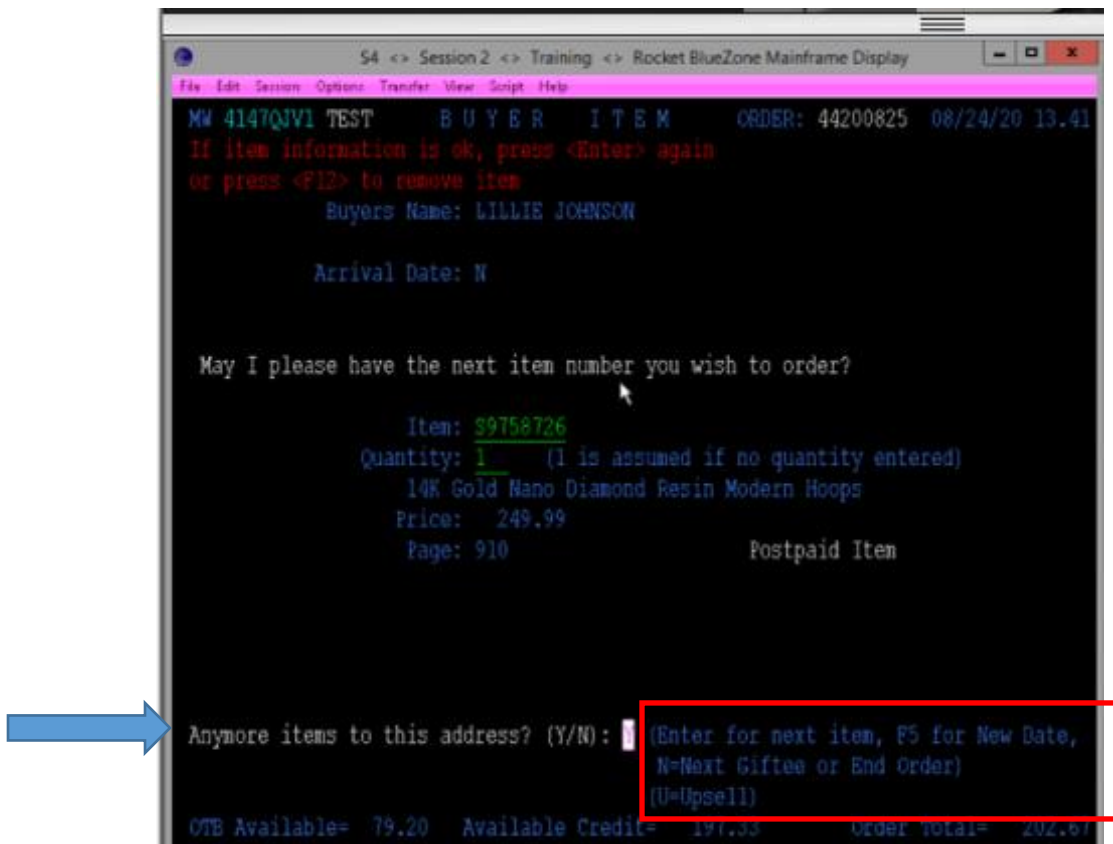 S4 <> Session 2 <> Training <> Rocket BlueZone Mainframe Display
File Edit Session Options Transfer View Script Help
MW 4147QJV1 TEST B U Y E R I T E M ORDER: 44200825 08/24/20 13.41
If item information is ok, press <Enter> again
or press <F12> to remove item
Buyers Name: LILLIE JOHNSON
Arrival Date: N
May I please have the next item number you wish to order?
Item: S9758726
Quantity: 1 (1 is assumed if no quantity entered)
14K Gold Nano Diamond Resin Modern Hoops
Price: 249.99
Page: 910 Postpaid Item
Anymore items to this address? (Y/N): Y (Enter for next item, F5 for New Date,
N=Next Giftee or End Order)
(U=Upsell)
OTB Available= 79.20 Available Credit= 197.33 Order Total= 202.67